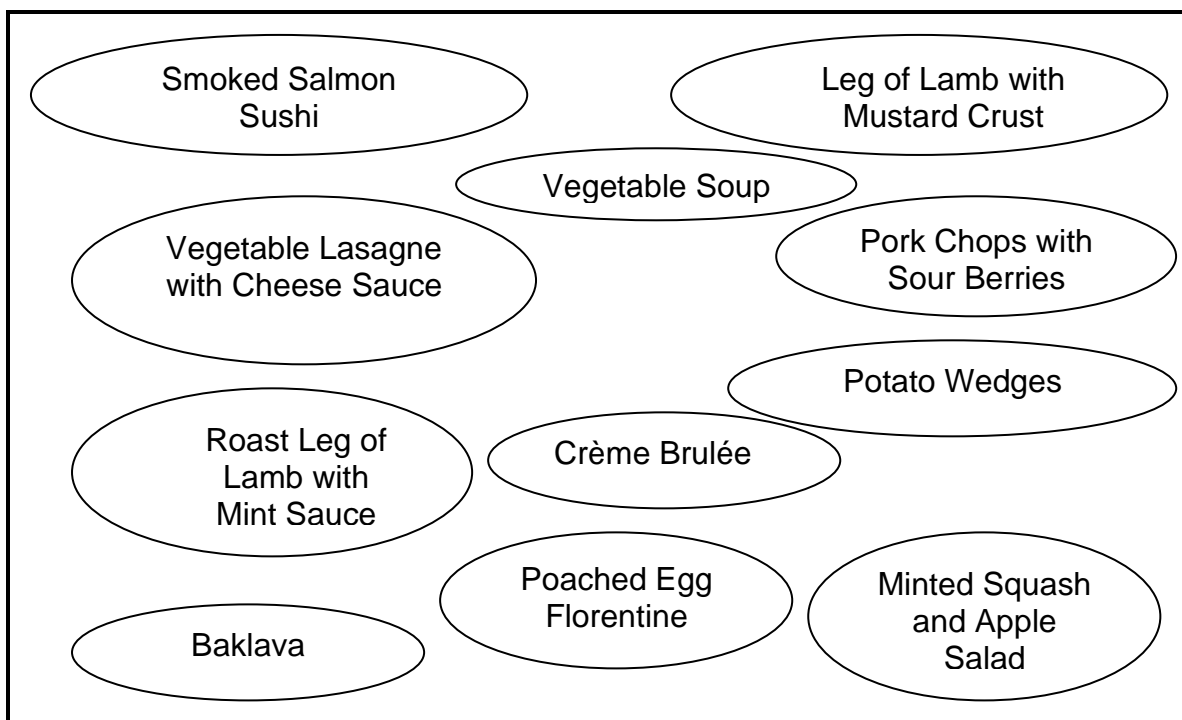 Smoked Salmon
Sushi
Leg of Lamb with
Mustard Crust
Vegetable Soup
Vegetable Lasagne
with Cheese Sauce
Pork Chops with
Sour Berries
Potato Wedges
Roast Leg of
Lamb with
Mint Sauce
Crème Brulée
Poached Egg
Florentine
Minted Squash
and Apple
Salad
Baklava